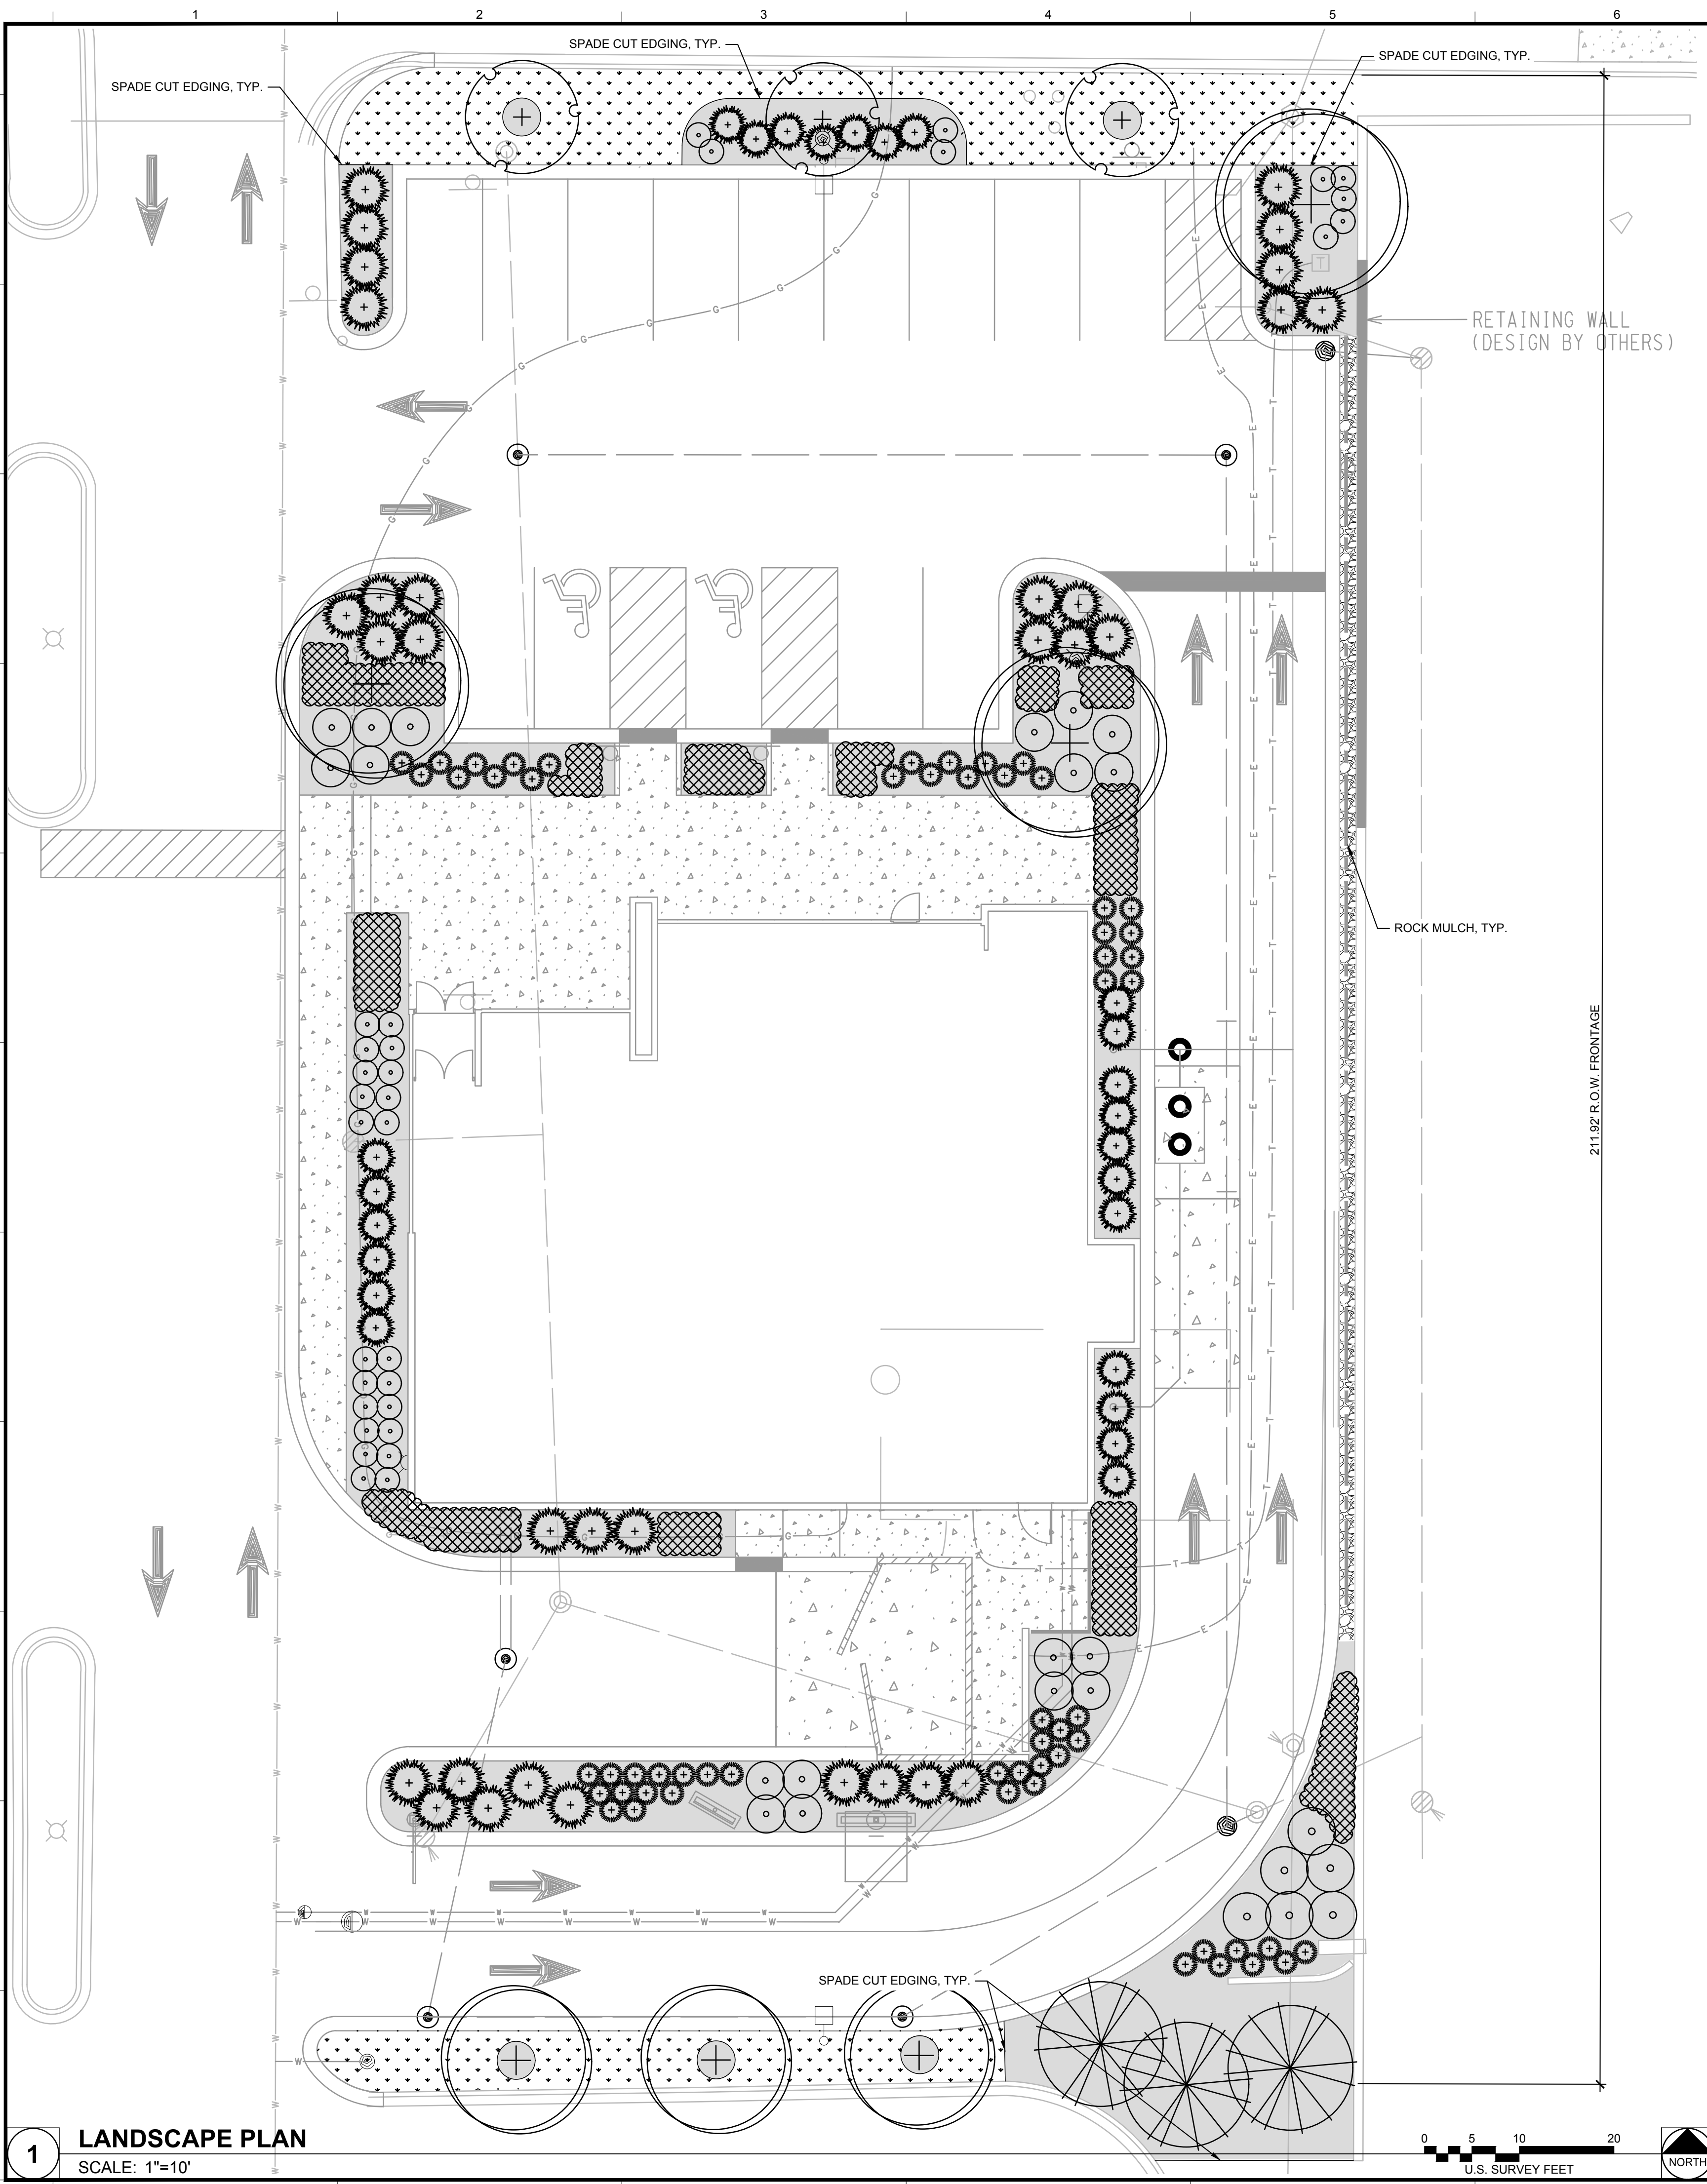 1 2 3 4 5 6
SPADE CUT EDGING, TYP.
SPADE CUT EDGING, TYP.
SPADE CUT EDGING, TYP.
RETAINING WALL
(DESIGN BY OTHERS)
ROCK MULCH, TYP.
211.92' R.O.W. FRONTAGE
SPADE CUT EDGING, TYP.
1
LANDSCAPE PLAN
SCALE: 1"=10'
0 5 10 20
U.S. SURVEY FEET
NORTH
G
W
E
T